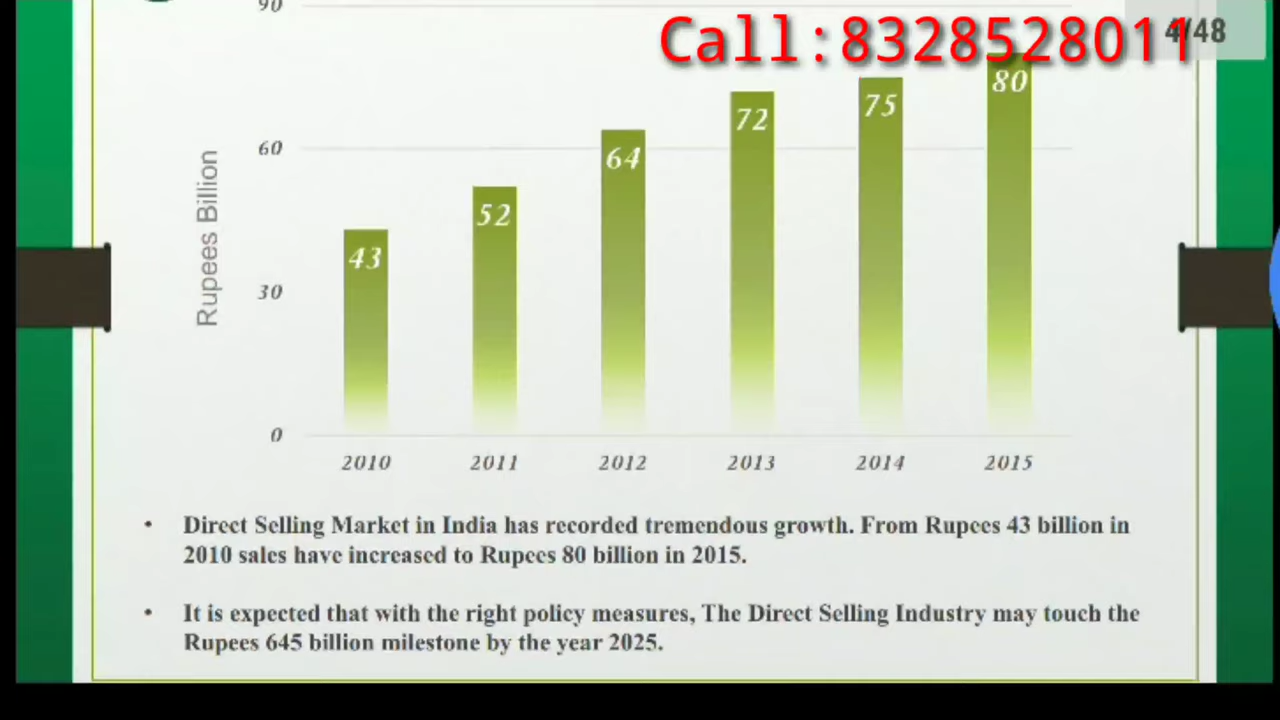 90
Call:8328528011
4/48
80
75
72
60
64
Rupees Billion
52
43
30
0
2010 2011 2012 2013 2014 2015
• Direct Selling Market in India has recorded tremendous growth. From Rupees 43 billion in
2010 sales have increased to Rupees 80 billion in 2015.
• It is expected that with the right policy measures, The Direct Selling Industry may touch the
Rupees 645 billion milestone by the year 2025.